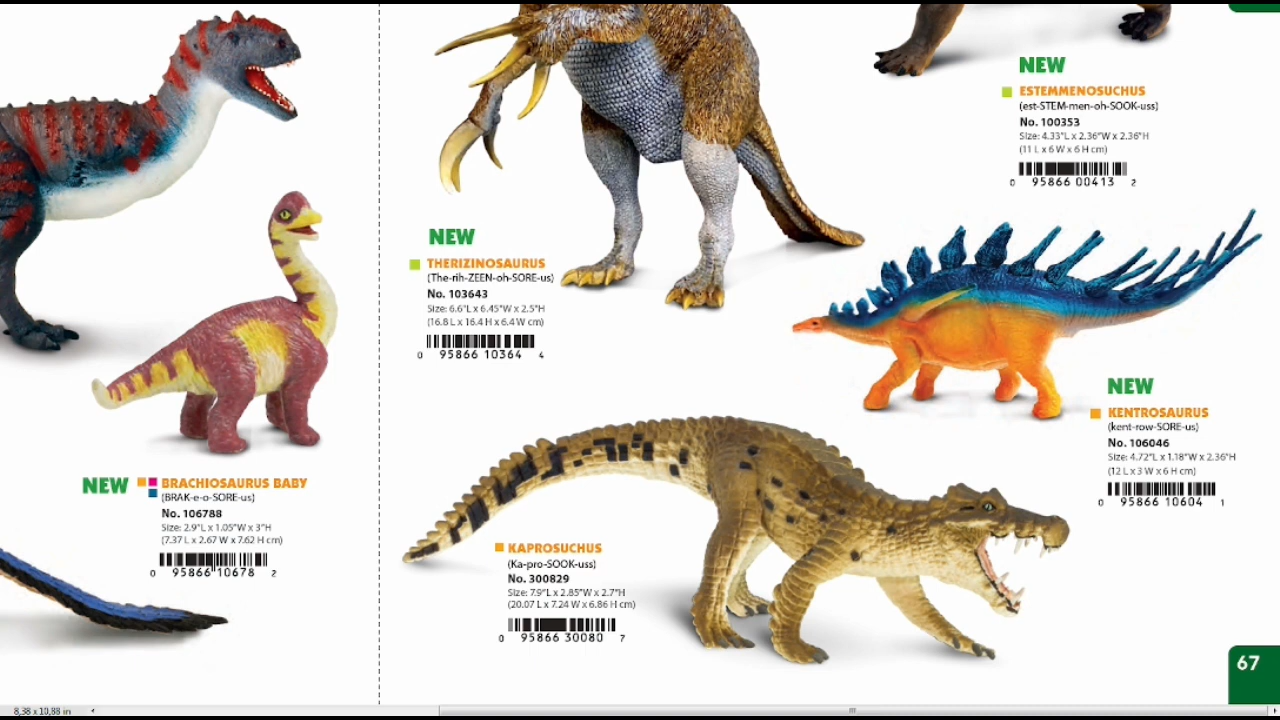 NEW
ESTEMMENOSUCHUS
(est-STEM-men-oh-SOOK-uss)
No. 100353
Size: 4.33"L x 2.36"W x 2.36"H
(11 L x 6 W x 6 H cm)
0 95866 00413 2
NEW
THERIZINOSAURUS
(The-rih-ZEEN-oh-SORE-us)
No. 103643
Size: 6.6"L x 6.45"W x 2.5"H
(16.8 L x 16.4 H x 6.4 W cm)
0 95866 10364 4
NEW
KENTROSAURUS
(kent-row-SORE-us)
No. 106046
Size: 4.72"L x 1.18"W x 2.36"H
(12 L x 3 W x 6 H cm)
0 95866 10604 1
NEW BRACHIOSAURUS BABY
(BRAK-e-o-SORE-us)
No. 106788
Size: 2.9"L x 1.05"W x 3"H
(7.37 L x 2.67 W x 7.62 H cm)
0 95866 10678 2
KAPROSUCHUS
(Ka-pro-SOOK-uss)
No. 300829
Size: 7.9"L x 2.85"W x 2.7"H
(20.07 L x 7.24 W x 6.86 H cm)
0 95866 30080 7
67
8,38 x 10,88 in